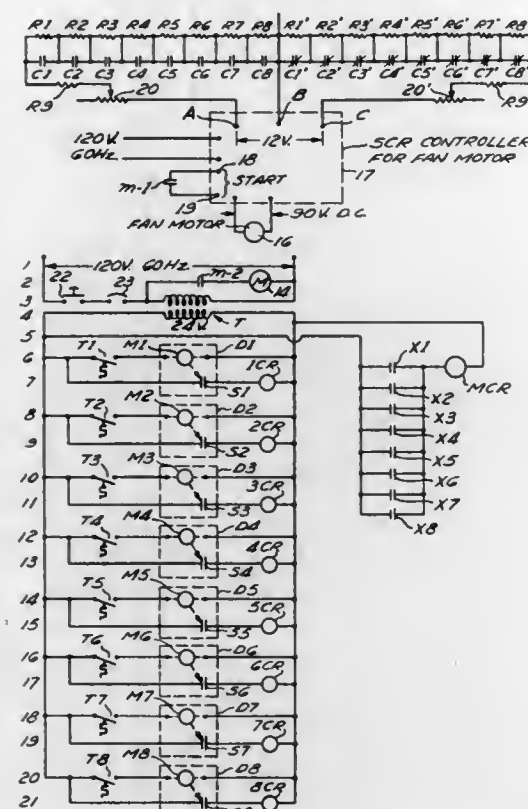 R1 R2 R3 R4 R5 R6 R7 R8 R1' R2' R3' R4' R5' R6' R7' R8'
C1 C2 C3 C4 C5 C6 C7 C8 C1' C2' C3' C4' C5' C6' C7' C8'
R9 20 20' R9'
A B C
12V.
120V.
60HZ
SCR CONTROLLER
FOR FAN MOTOR
17
18
m-1 START
19
FAN MOTOR 90V. D.C.
16
1 120V. 60HZ
2 22 23 m-2 M 14
3
4 24V. T
5
6 T1 M1 D1 X1
7 S1 1CR MCR
X2
8 T2 M2 D2 X3
9 S2 2CR X4
10 T3 M3 D3 X5
11 S3 3CR X6
X7
12 T4 M4 D4 X8
13 S4 4CR
14 T5 M5 D5
15 S5 5CR
16 T6 M6 D6
17 S6 6CR
18 T7 M7 D7
19 S7 7CR
20 T8 M8 D8
21 8CR